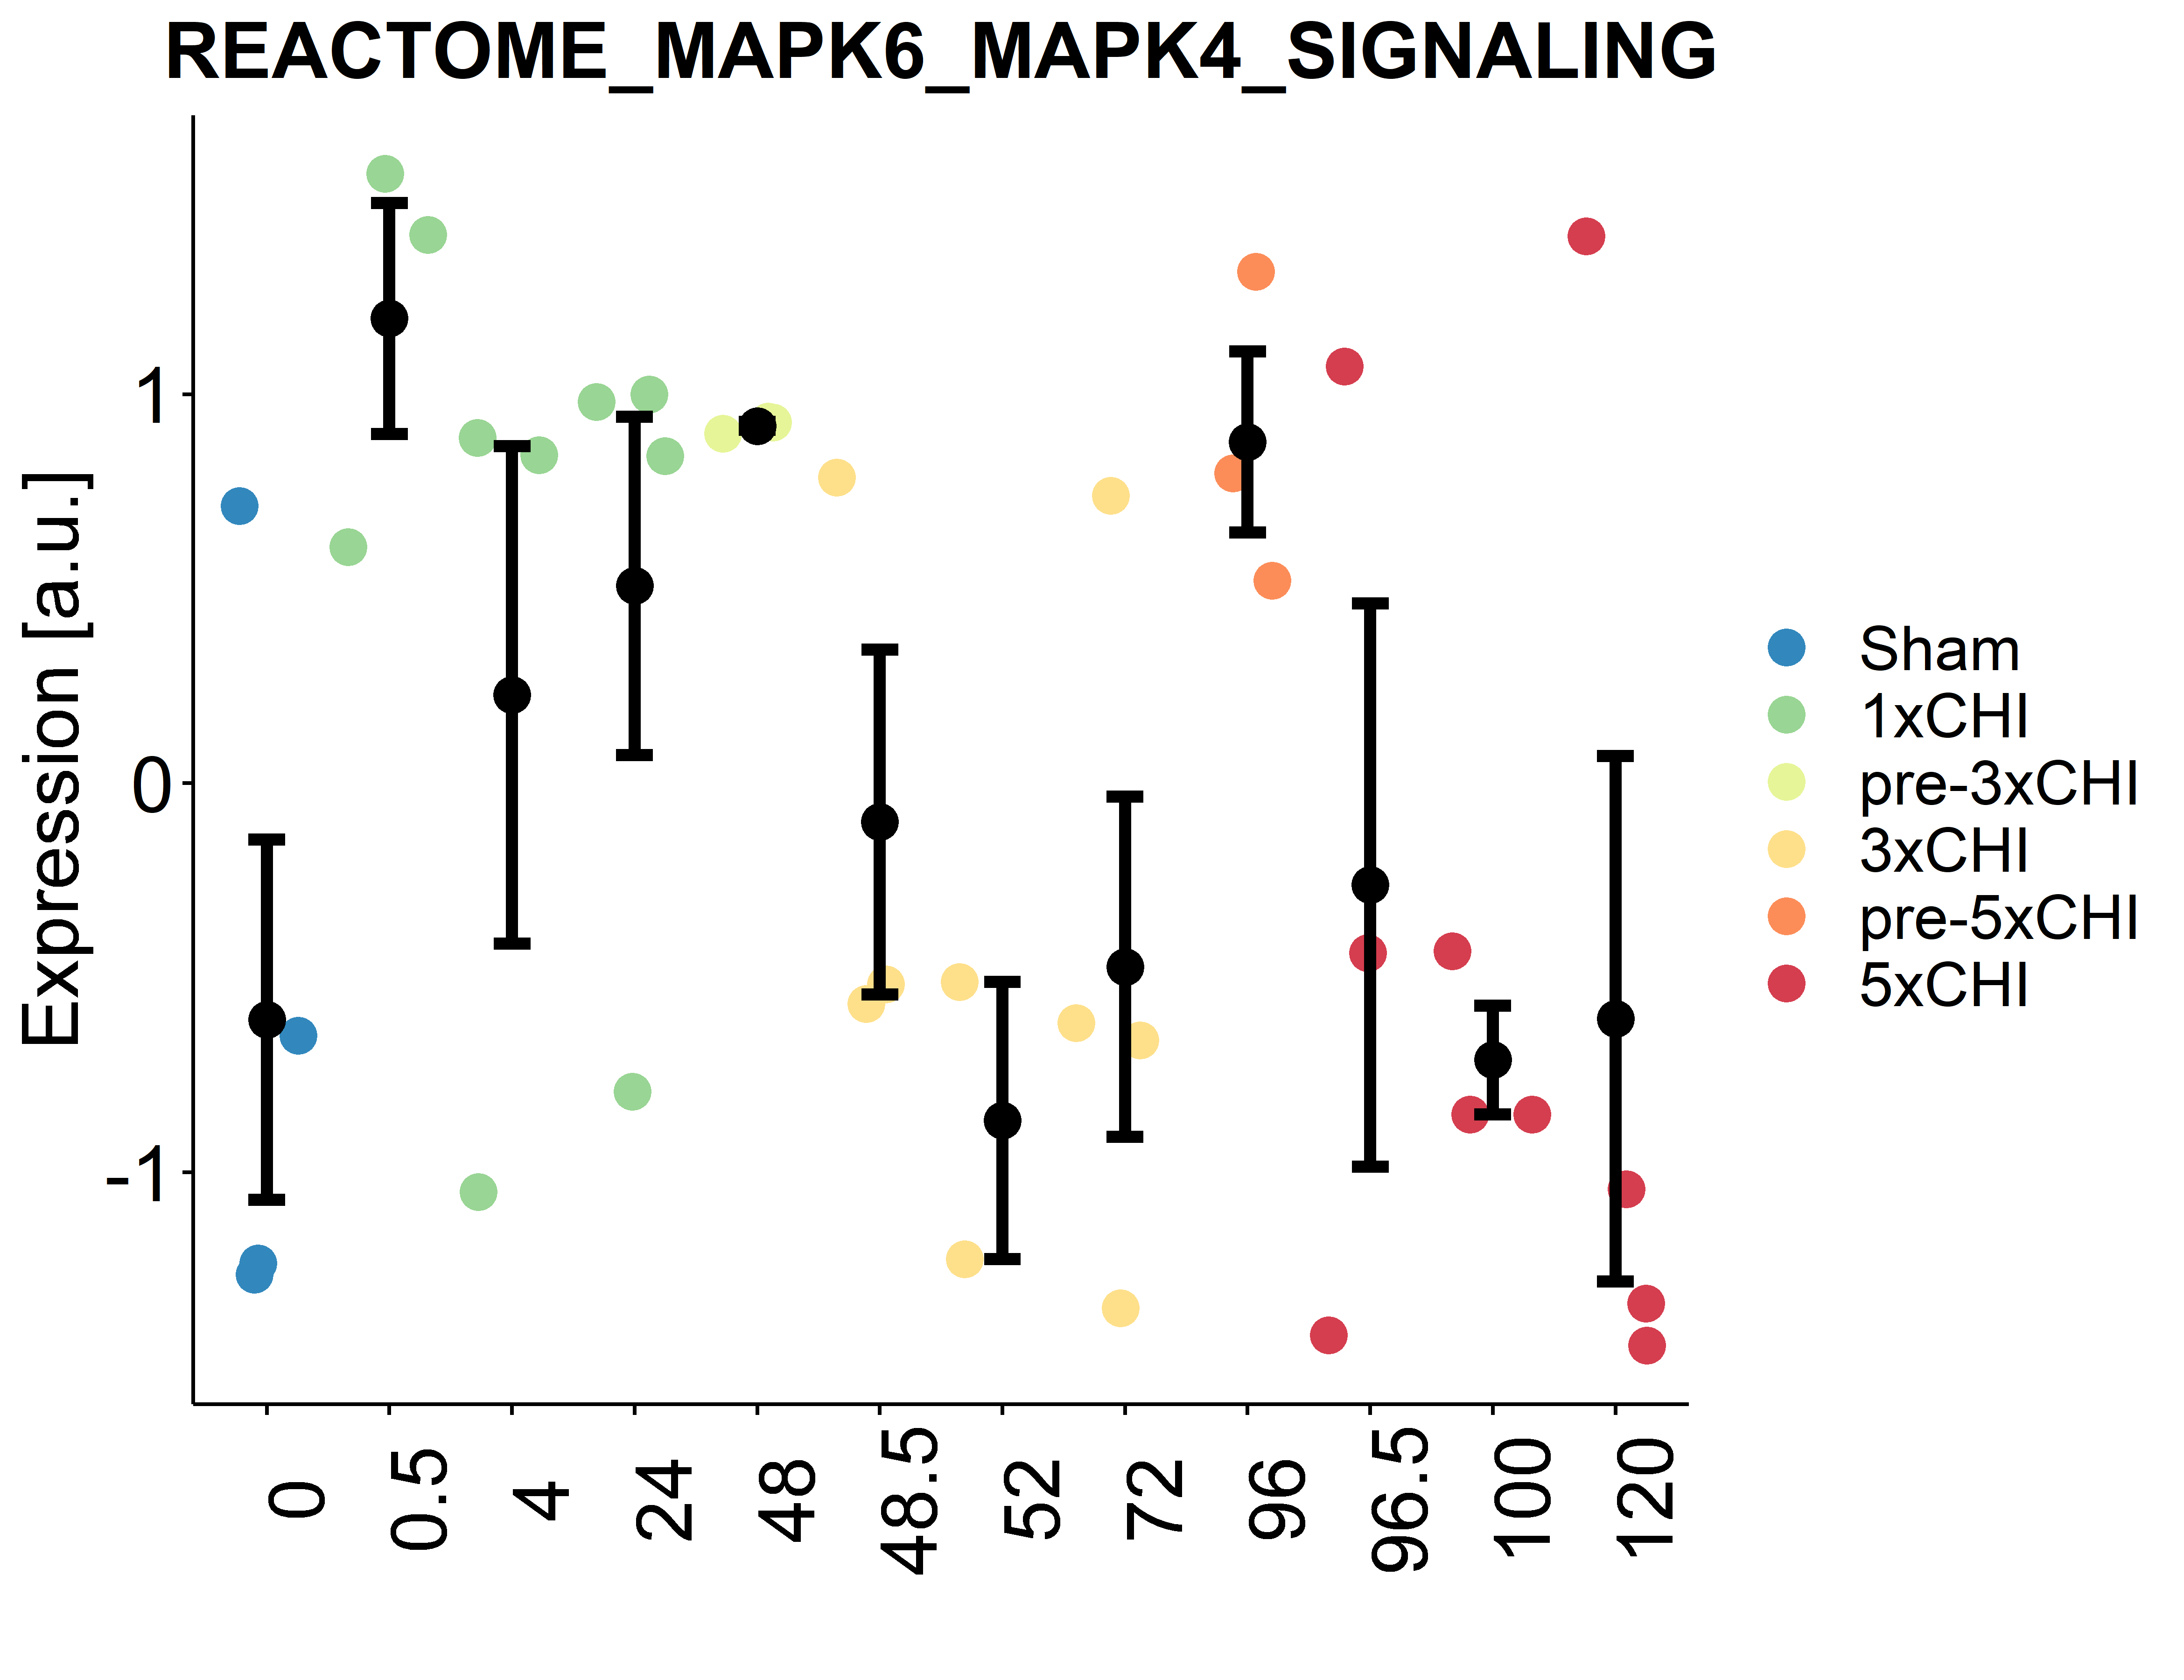 REACTOME_MAPK6_MAPK4_SIGNALING
Expression [a.u.]
1
0
-1
0
0.5
4
24
48
48.5
52
72
96
96.5
100
120
Sham
1xCHI
pre-3xCHI
3xCHI
pre-5xCHI
5xCHI